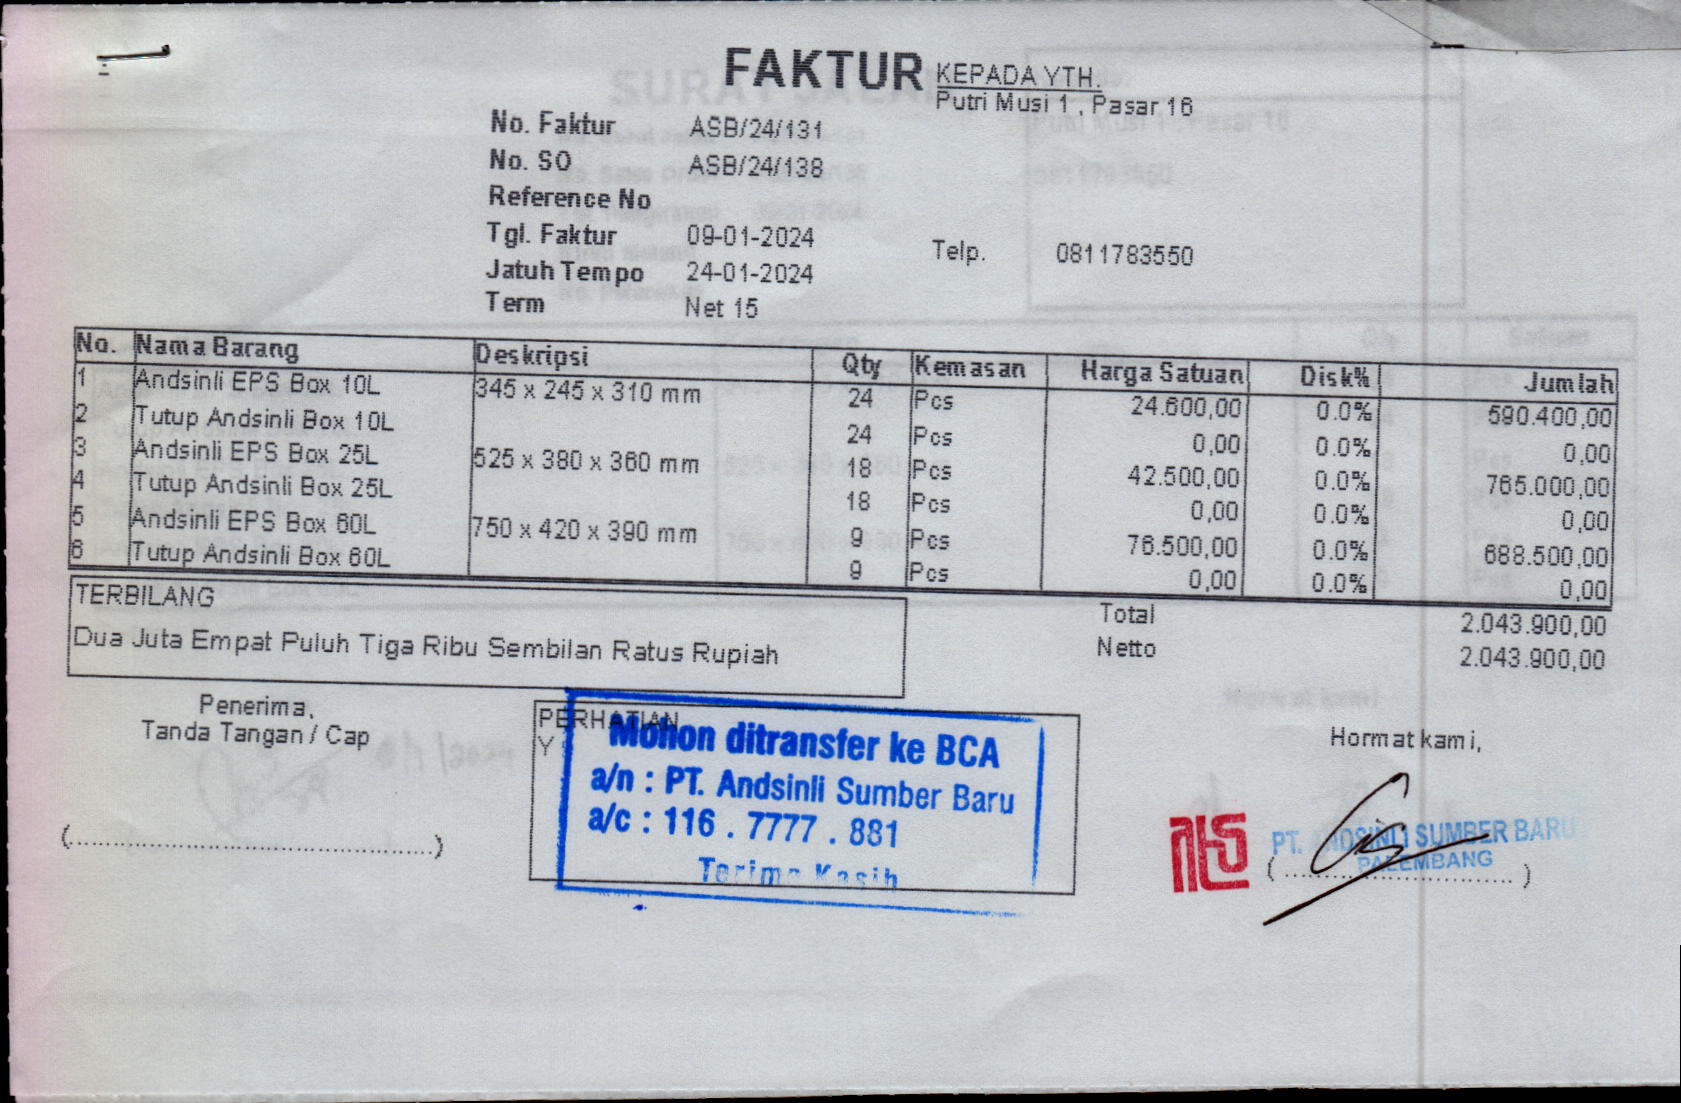 FAKTUR
KEPADA YTH.
Putri Musi 1 , Pasar 16
No. Faktur ASB/24/131
No. SO ASB/24/138
Reference No
Tgl. Faktur 09-01-2024
Telp. 0811783550
Jatuh Tempo 24-01-2024
Term Net 15
No. Nama Barang Deskripsi Qty Kemasan Harga Satuan Disk% Jumlah
1 Andsinli EPS Box 10L 345 x 245 x 310 mm 24 Pcs 24.600,00 0.0% 590.400,00
2 Tutup Andsinli Box 10L 24 Pcs 0,00 0.0% 0,00
3 Andsinli EPS Box 25L 525 x 380 x 360 mm 18 Pcs 42.500,00 0.0% 765.000,00
4 Tutup Andsinli Box 25L 18 Pcs 0,00 0.0% 0,00
5 Andsinli EPS Box 60L 750 x 420 x 390 mm 9 Pcs 76.500,00 0.0% 688.500,00
6 Tutup Andsinli Box 60L 9 Pcs 0,00 0.0% 0,00
TERBILANG
Dua Juta Empat Puluh Tiga Ribu Sembilan Ratus Rupiah
Total 2.043.900,00
Netto 2.043.900,00
Penerima,
Tanda Tangan / Cap
PERHATIAN
Y
Mohon ditransfer ke BCA
a/n : PT. Andsinli Sumber Baru
a/c : 116 . 7777 . 881
Terima Kasih
Hormat kami,
PT. ANDSINLI SUMBER BARU
PALEMBANG